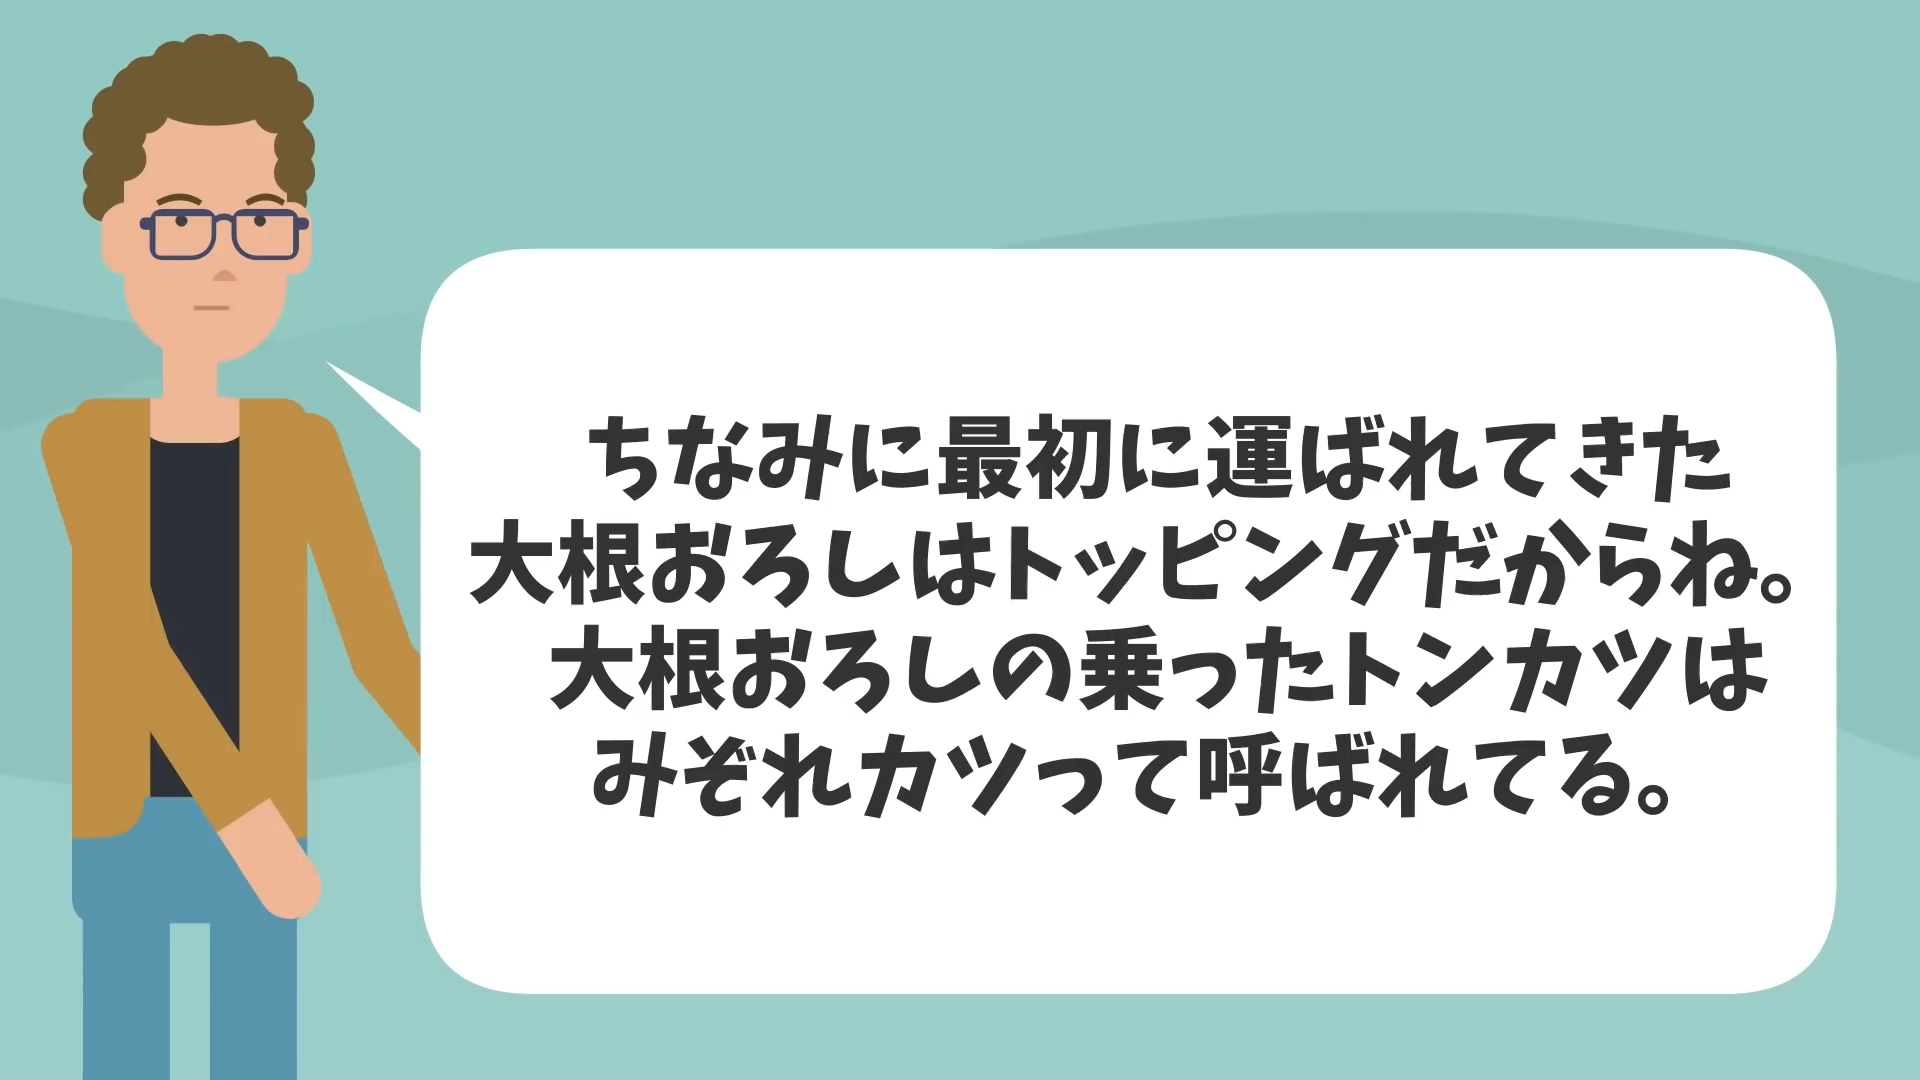 ちなみに最初に運ばれてきた
大根おろしはトッピングだからね。
大根おろしの乗ったトンカツは
みぞれカツって呼ばれてる。